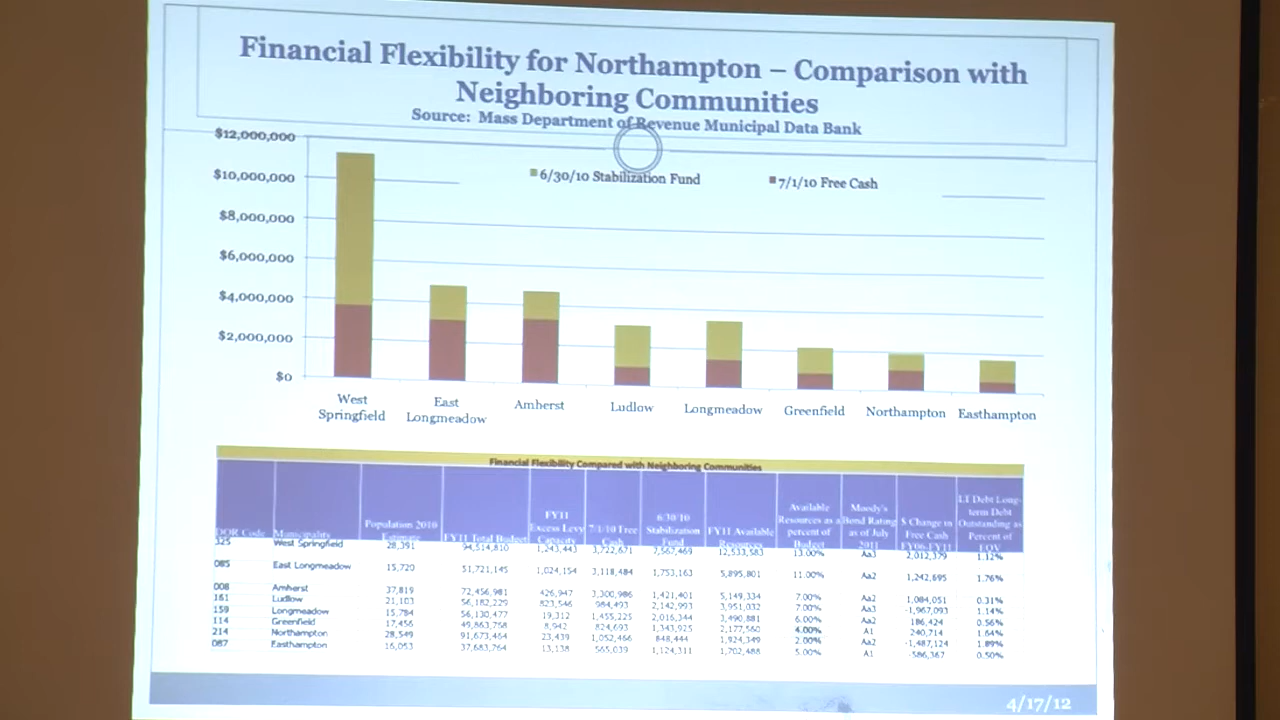 Financial Flexibility for Northampton – Comparison with
Neighboring Communities
Source: Mass Department of Revenue Municipal Data Bank
$12,000,000
$10,000,000
$8,000,000
$6,000,000
$4,000,000
$2,000,000
$0
6/30/10 Stabilization Fund 7/1/10 Free Cash
West Springfield
East Longmeadow
Amherst
Ludlow
Longmeadow
Greenfield
Northampton
Easthampton
Financial Flexibility Compared with Neighboring Communities
DOR Code
Municipality
Population 2010 Estimate
FY11 Total Budget
FY11 Excess Levy Capacity
7/1/10 Free Cash
6/30/10 Stabilization Fund
FY11 Available Resources
Available Resources as a percent of Budget
Moody's Bond Rating as of July 2011
$ Change in Free Cash FY06-FY11
LT Debt Long-term Debt Outstanding as Percent of EQV
325 West Springfield 28,391 94,514,810 1,243,443 3,722,671 7,567,469 12,533,583 13.00% Aa3 2,012,379 1.12%
085 East Longmeadow 15,720 51,721,145 1,024,154 3,118,484 1,753,163 5,895,801 11.00% Aa2 1,242,695 1.76%
008 Amherst 37,819 72,456,981 426,947 3,300,986 1,421,401 5,149,334 7.00% Aa2 1,084,051 0.31%
161 Ludlow 21,103 56,182,229 823,546 984,493 2,142,993 3,951,032 7.00% Aa3 -1,967,093 1.14%
159 Longmeadow 15,784 56,130,477 19,312 1,455,225 2,016,344 3,490,881 6.00% Aa2 186,424 0.56%
114 Greenfield 17,456 49,863,758 8,942 824,693 1,343,925 2,177,560 4.00% A1 240,714 1.64%
214 Northampton 28,549 91,673,464 23,439 1,052,466 848,444 1,924,349 2.00% Aa2 -1,487,124 1.89%
087 Easthampton 16,053 37,683,764 13,138 565,039 1,124,311 1,702,488 5.00% A1 -586,367 0.50%
4/17/12